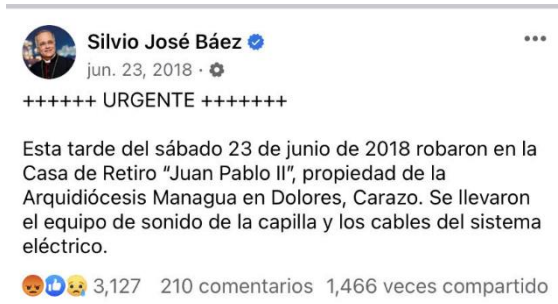 Silvio José Báez
jun. 23, 2018 ·
++++++ URGENTE +++++++
Esta tarde del sábado 23 de junio de 2018 robaron en la
Casa de Retiro “Juan Pablo II”, propiedad de la
Arquidiócesis Managua en Dolores, Carazo. Se llevaron
el equipo de sonido de la capilla y los cables del sistema
eléctrico.
3,127 210 comentarios 1,466 veces compartido